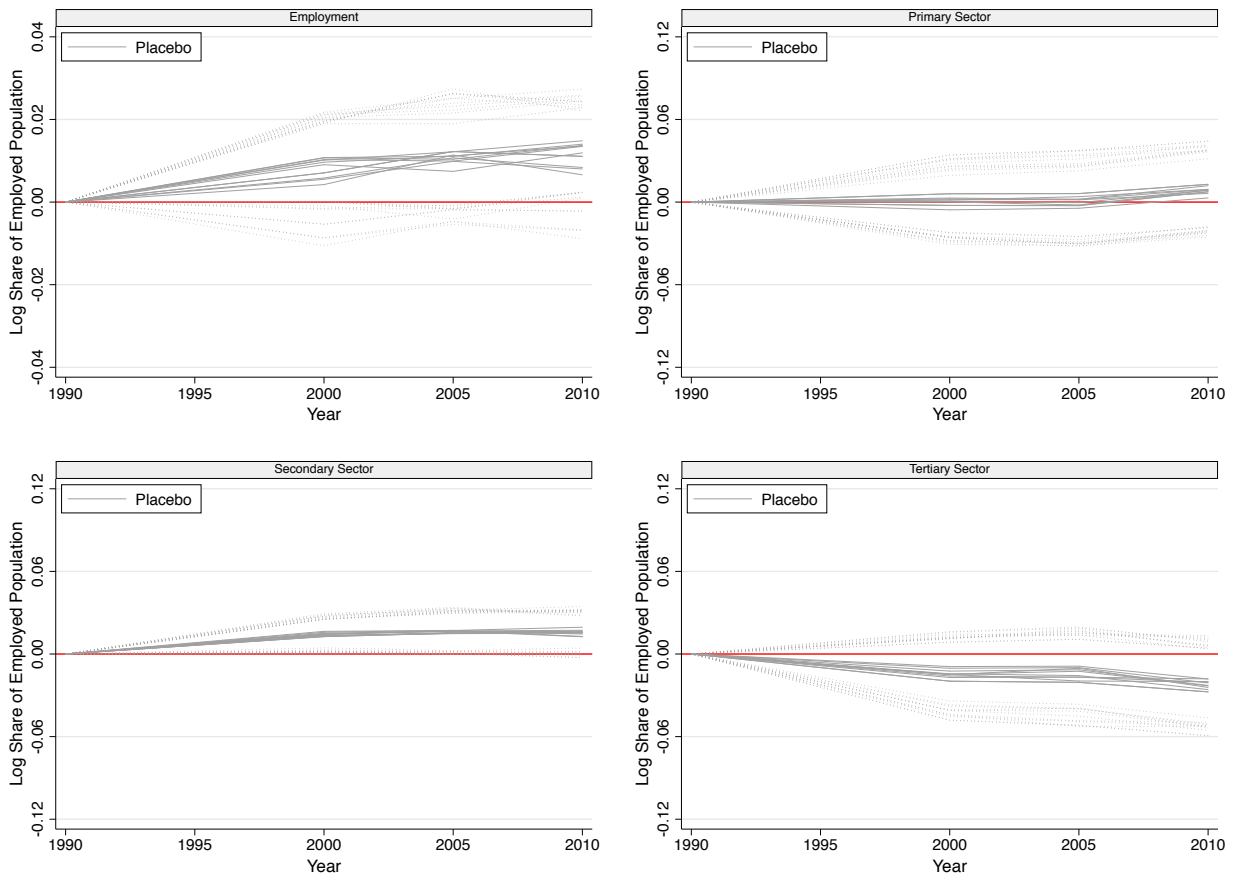 Employment
Placebo
Log Share of Employed Population
0.04
0.02
0.00
-0.02
-0.04
1990 1995 2000 2005 2010
Year
Primary Sector
Placebo
Log Share of Employed Population
0.12
0.06
0.00
-0.06
-0.12
1990 1995 2000 2005 2010
Year
Secondary Sector
Placebo
Log Share of Employed Population
0.12
0.06
0.00
-0.06
-0.12
1990 1995 2000 2005 2010
Year
Tertiary Sector
Placebo
Log Share of Employed Population
0.12
0.06
0.00
-0.06
-0.12
1990 1995 2000 2005 2010
Year